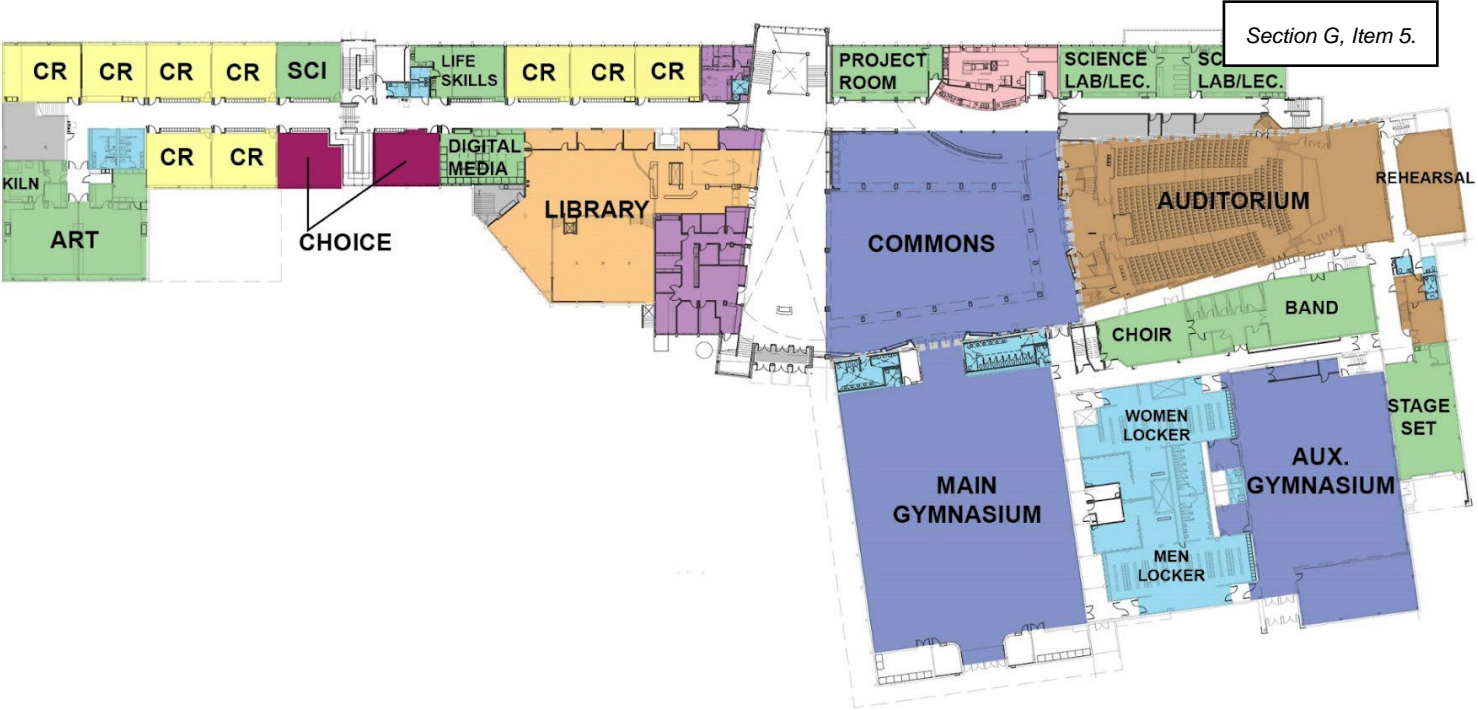 Section G, Item 5.
CR
CR
CR
CR
SCI
LIFE
SKILLS
CR
CR
CR
PROJECT
ROOM
SCIENCE
LAB/LEC.
SC
LAB/LEC.
CR
CR
DIGITAL
MEDIA
KILN
ART
CHOICE
LIBRARY
COMMONS
AUDITORIUM
REHEARSAL
CHOIR
BAND
WOMEN
LOCKER
STAGE
SET
MAIN
GYMNASIUM
AUX.
GYMNASIUM
MEN
LOCKER